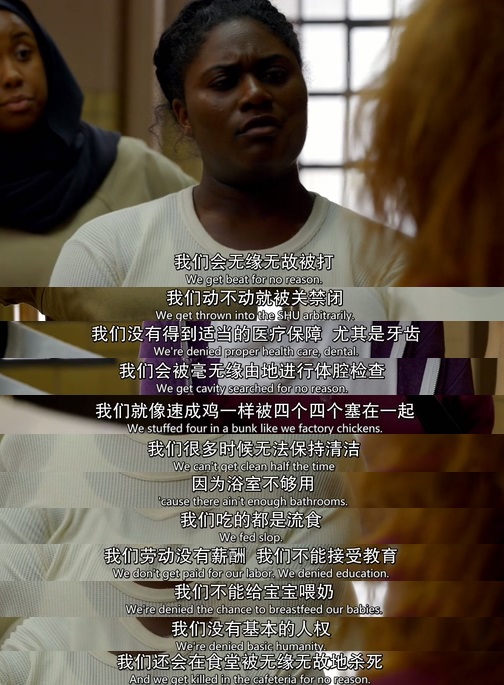 我们会无缘无故被打
We get beat for no reason.
我们动不动就被关禁闭
We get thrown into the SHU arbitrarily.
我们没有得到适当的医疗保障 尤其是牙齿
We're denied proper health care, dental.
我们会被毫无缘由地进行体腔检查
We get cavity searched for no reason.
我们就像速成鸡一样被四个四个塞在一起
We stuffed four in a bunk like we factory chickens.
我们很多时候无法保持清洁
We can't get clean half the time
因为浴室不够用
'cause there ain't enough bathrooms.
我们吃的都是流食
We fed slop.
我们劳动没有薪酬 我们不能接受教育
We don't get paid for our labor. We denied education.
我们不能给宝宝喂奶
We're denied the chance to breastfeed our babies.
我们没有基本的人权
We're denied basic humanity.
我们还会在食堂被无缘无故地杀死
And we get killed in the cafeteria for no reason.